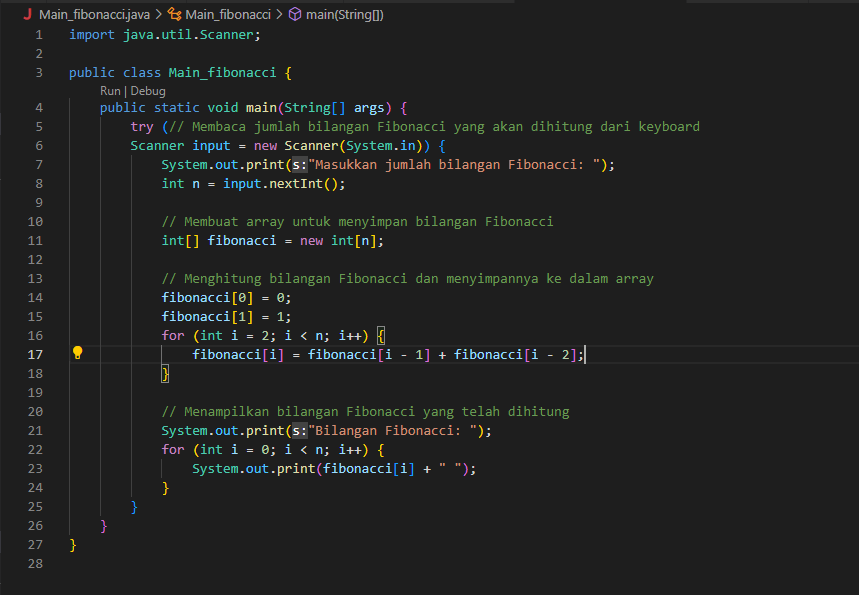 Main_fibonacci.java > Main_fibonacci > main(String[])
1 import java.util.Scanner;
2
3 public class Main_fibonacci {
Run | Debug
4 public static void main(String[] args) {
5 try (// Membaca jumlah bilangan Fibonacci yang akan dihitung dari keyboard
6 Scanner input = new Scanner(System.in)) {
7 System.out.print(s:"Masukkan jumlah bilangan Fibonacci: ");
8 int n = input.nextInt();
9
10 // Membuat array untuk menyimpan bilangan Fibonacci
11 int[] fibonacci = new int[n];
12
13 // Menghitung bilangan Fibonacci dan menyimpannya ke dalam array
14 fibonacci[0] = 0;
15 fibonacci[1] = 1;
16 for (int i = 2; i < n; i++) {
17 fibonacci[i] = fibonacci[i - 1] + fibonacci[i - 2];
18 }
19
20 // Menampilkan bilangan Fibonacci yang telah dihitung
21 System.out.print(s:"Bilangan Fibonacci: ");
22 for (int i = 0; i < n; i++) {
23 System.out.print(fibonacci[i] + " ");
24 }
25 }
26 }
27 }
28